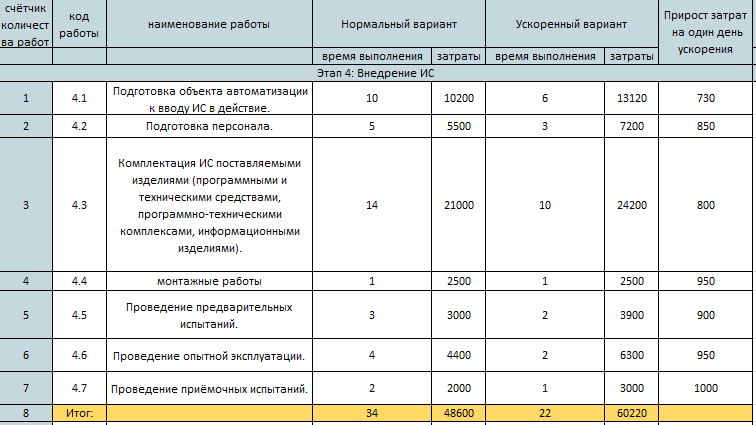 счётчик количест ва работ | код работы | наименование работы | Нормальный вариант | Ускоренный вариант | Прирост затрат на один день ускорения
время выполнения | затраты | время выполнения | затраты
Этап 4: Внедрение ИС
1 | 4.1 | Подготовка объекта автоматизации к вводу ИС в действие. | 10 | 10200 | 6 | 13120 | 730
2 | 4.2 | Подготовка персонала. | 5 | 5500 | 3 | 7200 | 850
3 | 4.3 | Комплектация ИС поставляемыми изделиями (программными и техническими средствами, программно-техническими комплексами, информационными изделиями). | 14 | 21000 | 10 | 24200 | 800
4 | 4.4 | монтажные работы | 1 | 2500 | 1 | 2500 | 950
5 | 4.5 | Проведение предварительных испытаний. | 3 | 3000 | 2 | 3900 | 900
6 | 4.6 | Проведение опытной эксплуатации. | 4 | 4400 | 2 | 6300 | 950
7 | 4.7 | Проведение приёмочных испытаний. | 2 | 2000 | 1 | 3000 | 1000
8 | Итог: | 34 | 48600 | 22 | 60220